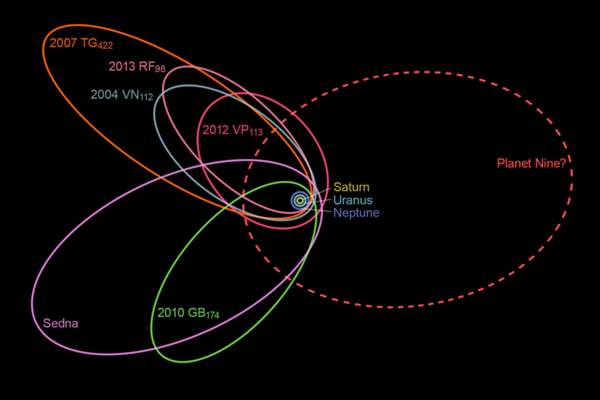 2007 TG422
2013 RF98
2004 VN112
2012 VP113
Planet Nine?
Saturn
Uranus
Neptune
2010 GB174
Sedna